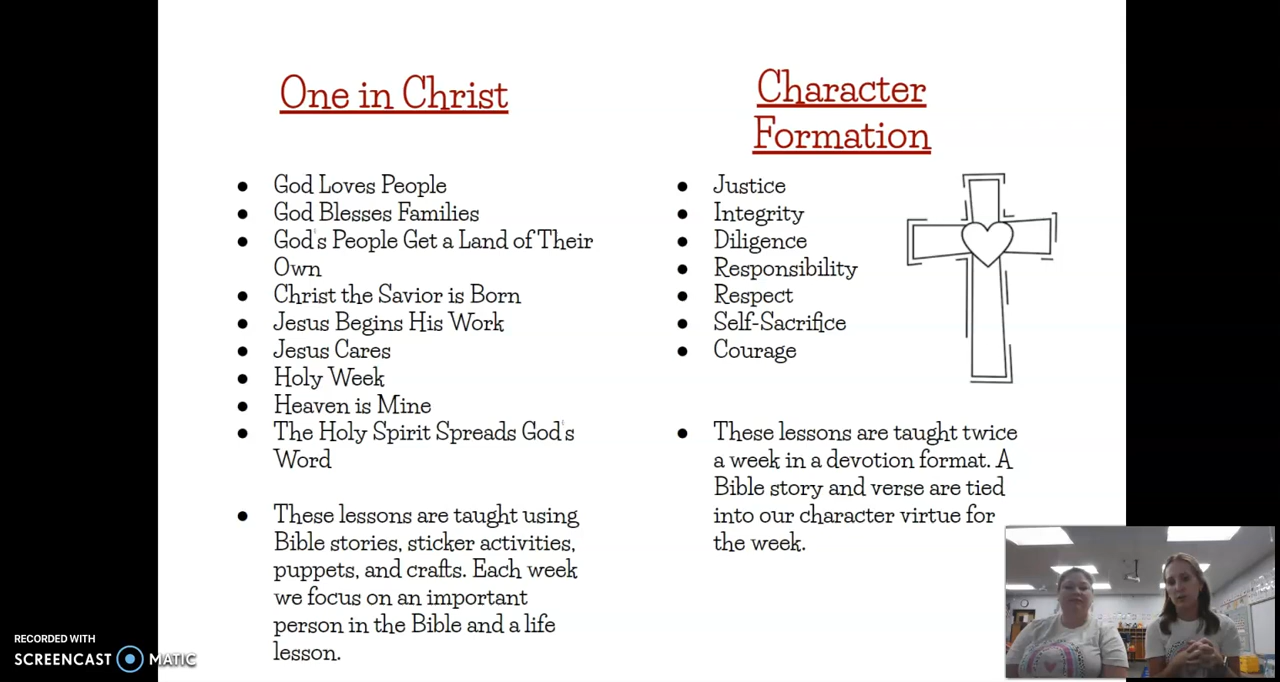 One in Christ
God Loves People
God Blesses Families
God's People Get a Land of Their
Own
Christ the Savior is Born
Jesus Begins His Work
Jesus Cares
Holy Week
Heaven is Mine
The Holy Spirit Spreads God's
Word
These lessons are taught using
Bible stories, sticker activities,
puppets, and crafts. Each week
we focus on an important
person in the Bible and a life
lesson.
Character
Formation
Justice
Integrity
Diligence
Responsibility
Respect
Self-Sacrifice
Courage
These lessons are taught twice
a week in a devotion format. A
Bible story and verse are tied
into our character virtue for
the week.
RECORDED WITH
SCREENCAST MATIC